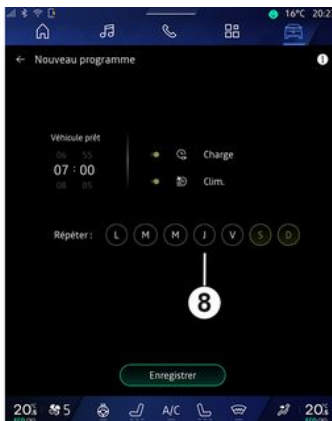 16°C 20:2
← Nouveau programme
Véhicule prêt
06 55
07 : 00
08 05
Charge
Clim.
Répéter : L M M J V S D
8
Enregistrer
20 5 A/C 20